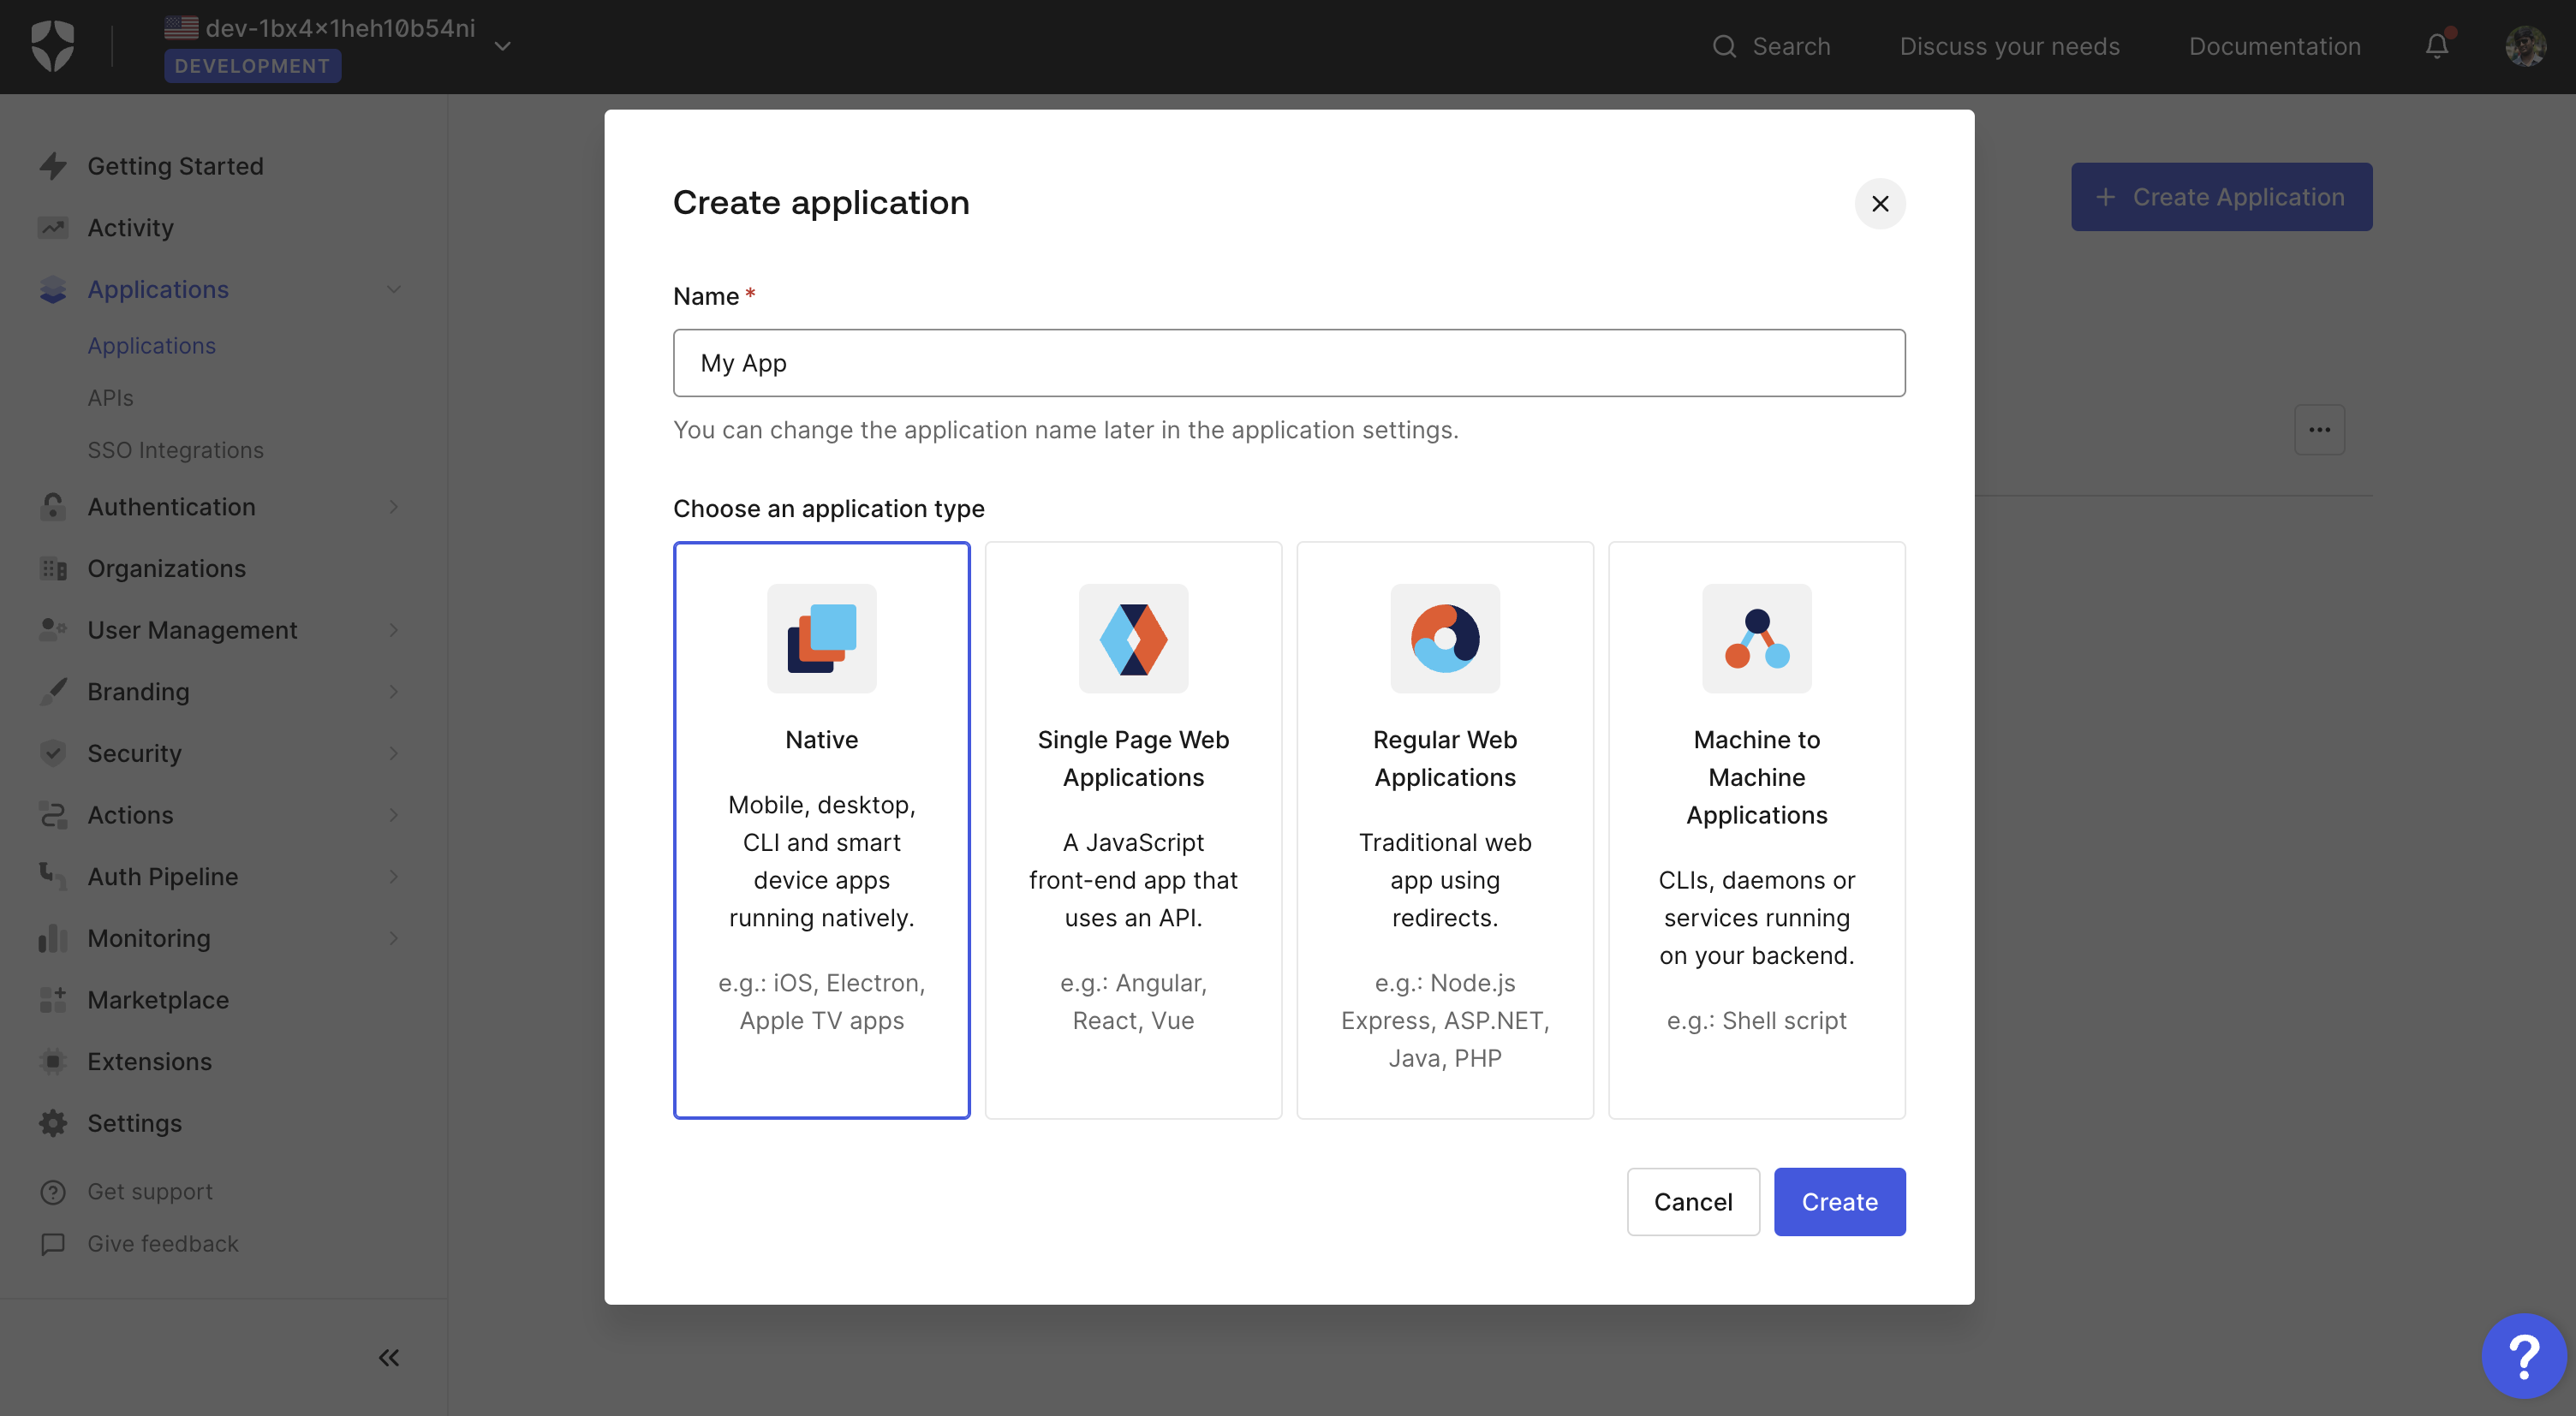 dev-1bx4x1heh10b54ni
DEVELOPMENT
Search
Discuss your needs
Documentation
Getting Started
Activity
Applications
Applications
APIs
SSO Integrations
Authentication
Organizations
User Management
Branding
Security
Actions
Auth Pipeline
Monitoring
Marketplace
Extensions
Settings
Get support
Give feedback
+ Create Application
Create application
Name *
My App
You can change the application name later in the application settings.
Choose an application type
Native
Mobile, desktop,
CLI and smart
device apps
running natively.
e.g.: iOS, Electron,
Apple TV apps
Single Page Web
Applications
A JavaScript
front-end app that
uses an API.
e.g.: Angular,
React, Vue
Regular Web
Applications
Traditional web
app using
redirects.
e.g.: Node.js
Express, ASP.NET,
Java, PHP
Machine to
Machine
Applications
CLIs, daemons or
services running
on your backend.
e.g.: Shell script
Cancel
Create
?